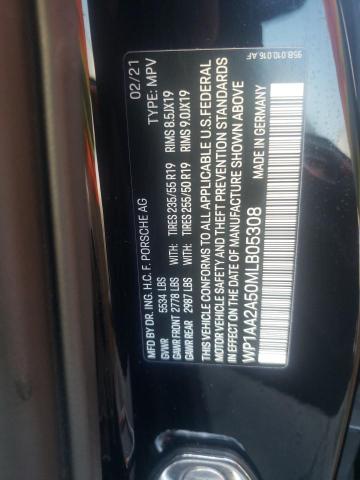 958.010.016 AF
MFD. BY DR. ING. H.C. F. PORSCHE AG 02/21
GVWR 5534 LBS TYPE: MPV
GAWR FRONT 2778 LBS WITH: TIRES 235/55 R19 RIMS 8.5JX19
GAWR REAR 2987 LBS WITH: TIRES 255/50 R19 RIMS 9.0JX19
THIS VEHICLE CONFORMS TO ALL APPLICABLE U.S. FEDERAL
MOTOR VEHICLE SAFETY AND THEFT PREVENTION STANDARDS
IN EFFECT ON THE DATE OF MANUFACTURE SHOWN ABOVE
WP1AA2A50MLB05308
MADE IN GERMANY